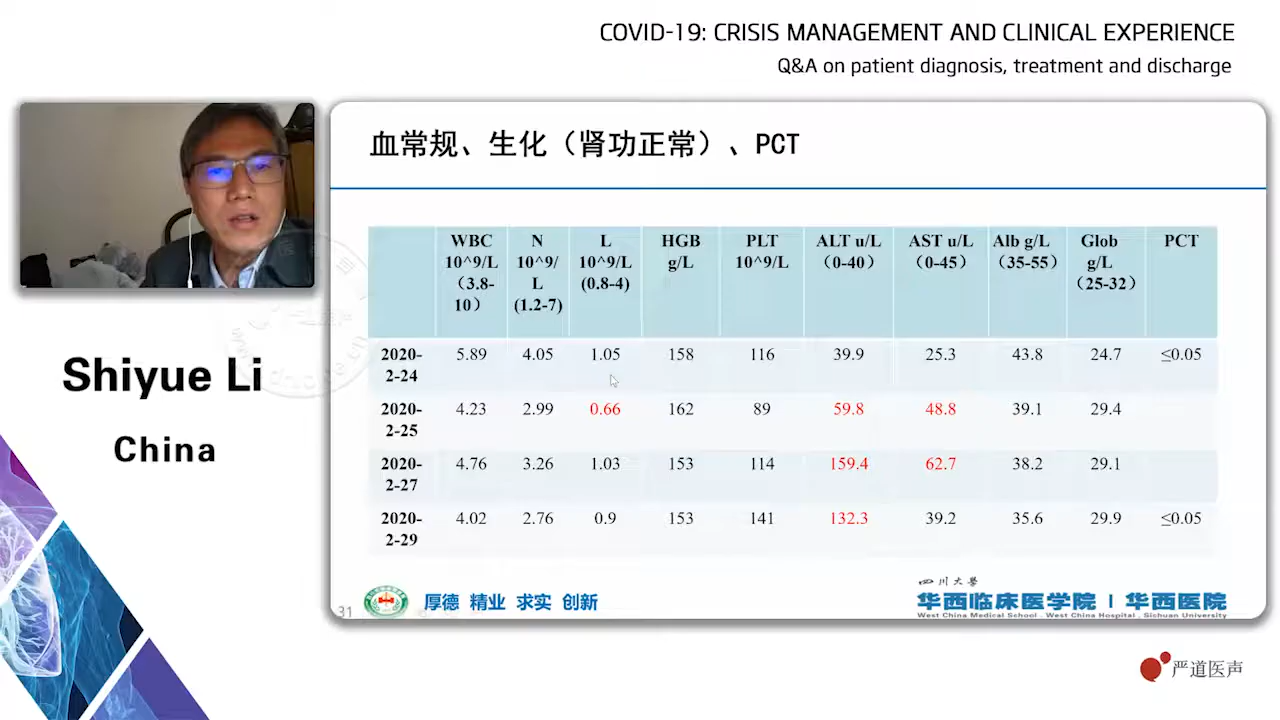 COVID-19: CRISIS MANAGEMENT AND CLINICAL EXPERIENCE
Q&A on patient diagnosis, treatment and discharge
Shiyue Li
China
血常规、生化（肾功正常）、PCT
WBC 10^9/L （3.8-10） N 10^9/L (1.2-7) L 10^9/L (0.8-4) HGB g/L PLT 10^9/L ALT u/L （0-40） AST u/L （0-45） Alb g/L （35-55） Glob g/L （25-32） PCT
2020-2-24 5.89 4.05 1.05 158 116 39.9 25.3 43.8 24.7 ≤0.05
2020-2-25 4.23 2.99 0.66 162 89 59.8 48.8 39.1 29.4
2020-2-27 4.76 3.26 1.03 153 114 159.4 62.7 38.2 29.1
2020-2-29 4.02 2.76 0.9 153 141 132.3 39.2 35.6 29.9 ≤0.05
31
厚德 精业 求实 创新
四川大學
华西临床医学院 | 华西医院
West China Medical School . West China Hospital , Sichuan University
严道医声